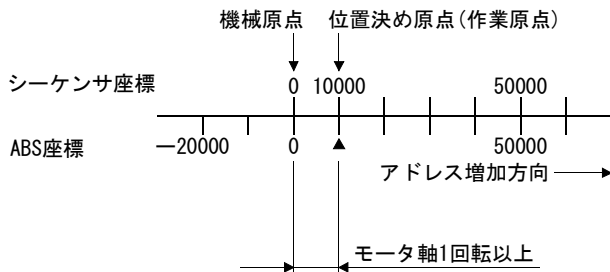 機械原点 位置決め原点(作業原点)
シーケンサ座標 0 10000 50000
ABS座標 −20000 0 50000
アドレス増加方向
モータ軸1回転以上